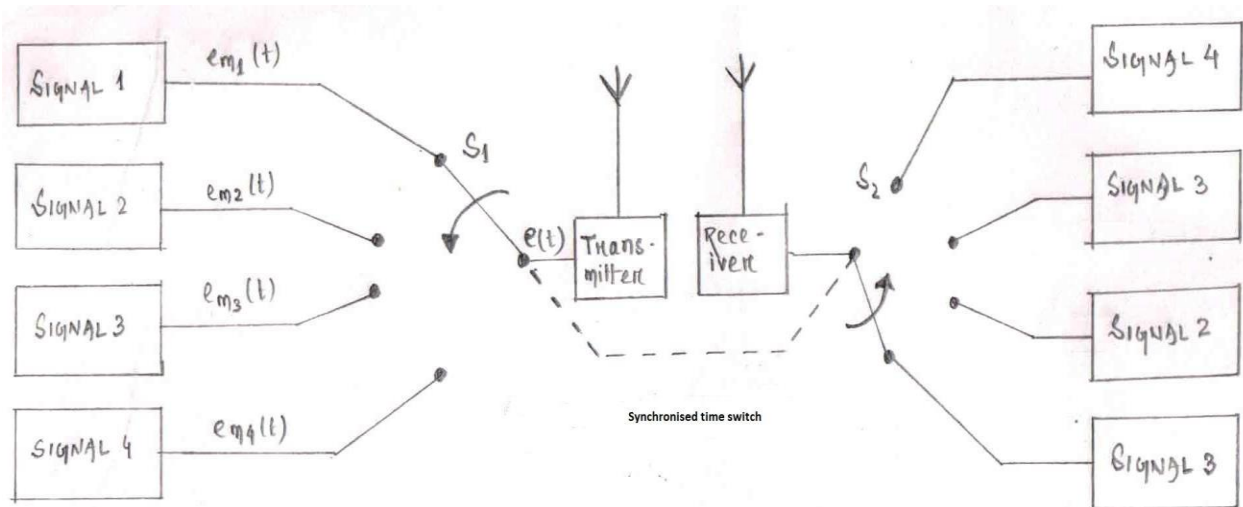 SIGNAL 1
em1(t)
SIGNAL 2
em2(t)
SIGNAL 3
em3(t)
SIGNAL 4
em4(t)
S1
e(t)
Trans-
mitter
Rece-
iver
S2
SIGNAL 4
SIGNAL 3
SIGNAL 2
SIGNAL 3
Synchronised time switch